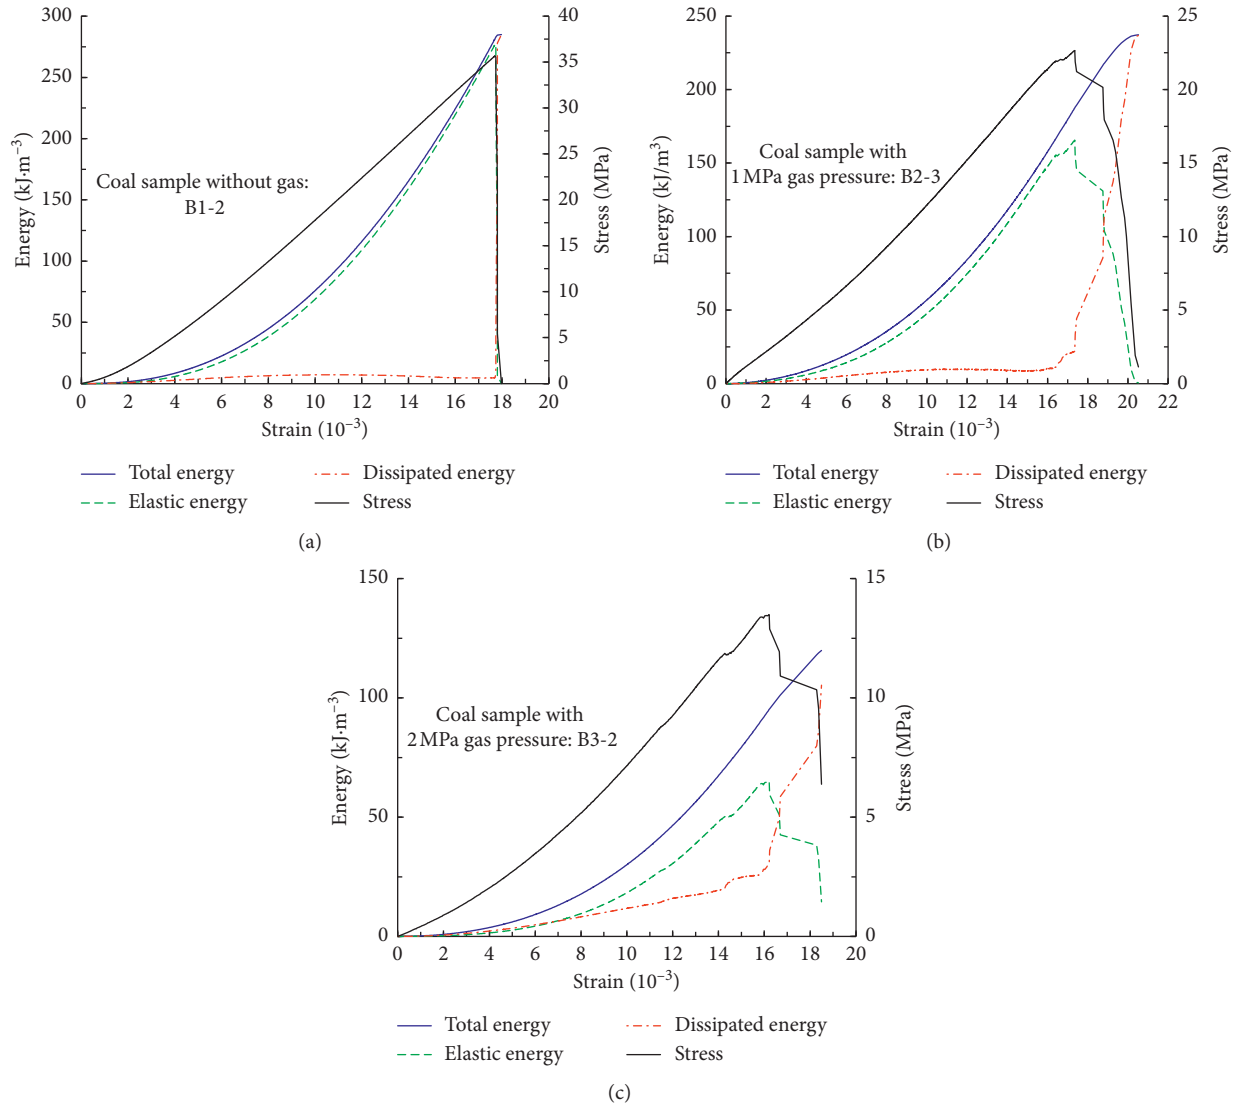 300
250
200
150
100
50
0
Energy (kJ·m⁻³)
40
35
30
25
20
15
10
5
0
Stress (MPa)
Coal sample without gas:
B1-2
0 2 4 6 8 10 12 14 16 18 20
Strain (10⁻³)
Total energy
Dissipated energy
Elastic energy
Stress
(a)
250
200
150
100
50
0
Energy (kJ/m³)
25
20
15
10
5
0
Stress (MPa)
Coal sample with
1 MPa gas pressure: B2-3
0 2 4 6 8 10 12 14 16 18 20 22
Strain (10⁻³)
Total energy
Dissipated energy
Elastic energy
Stress
(b)
150
100
50
0
Energy (kJ·m⁻³)
15
10
5
0
Stress (MPa)
Coal sample with
2 MPa gas pressure: B3-2
0 2 4 6 8 10 12 14 16 18 20
Strain (10⁻³)
Total energy
Dissipated energy
Elastic energy
Stress
(c)